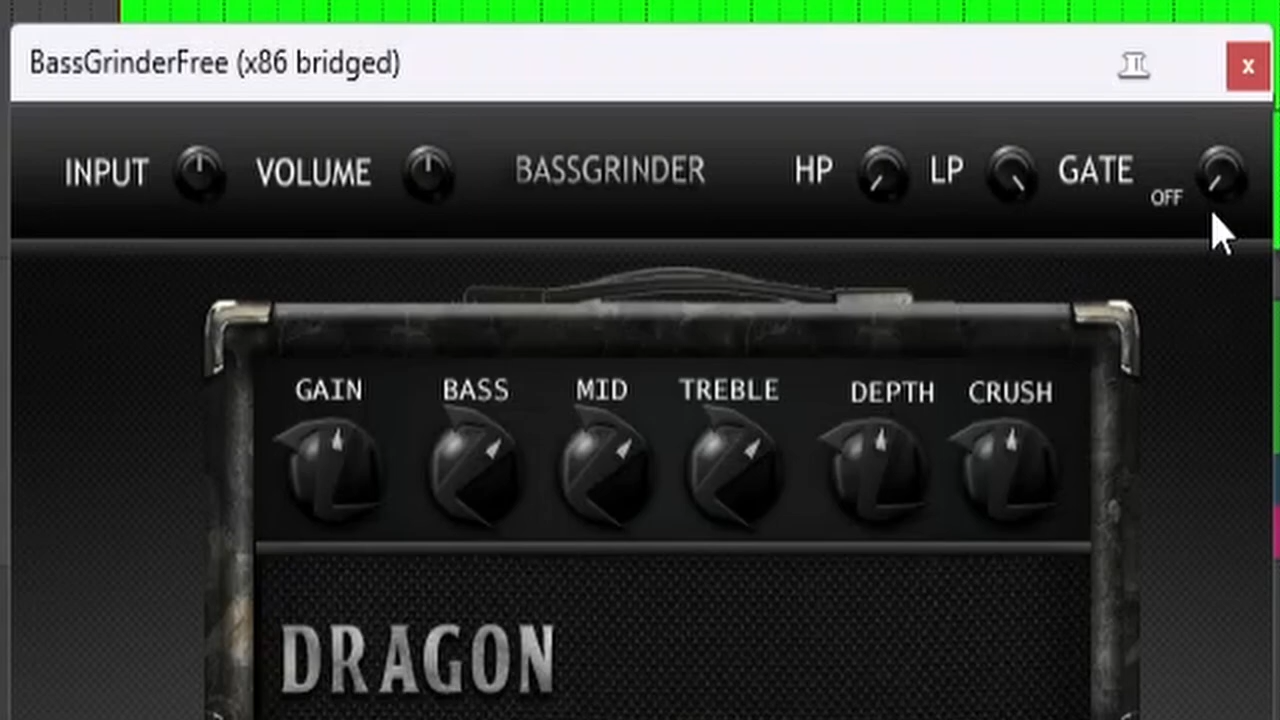 BassGrinderFree (x86 bridged)
x
INPUT VOLUME BASSGRINDER HP LP GATE OFF
GAIN BASS MID TREBLE DEPTH CRUSH
DRAGON